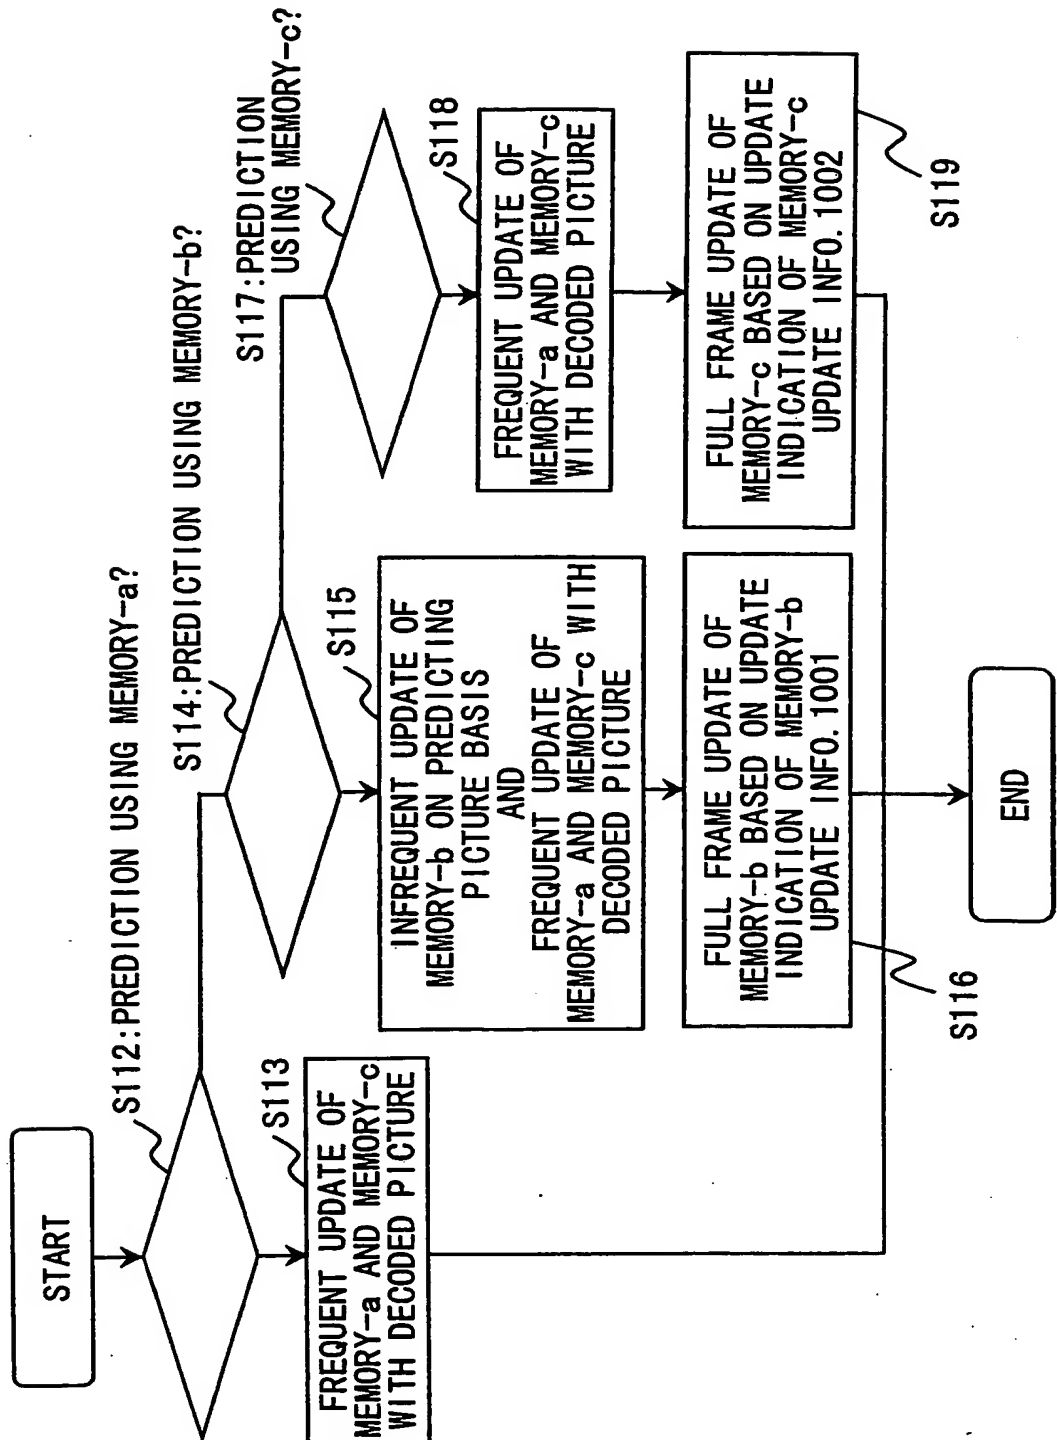 START
S112:PREDICTION USING MEMORY-a?
S113
FREQUENT UPDATE OF
MEMORY-a AND MEMORY-c
WITH DECODED PICTURE
S114:PREDICTION USING MEMORY-b?
S115
INFREQUENT UPDATE OF
MEMORY-b ON PREDICTING
PICTURE BASIS
AND
FREQUENT UPDATE OF
MEMORY-a AND MEMORY-c WITH
DECODED PICTURE
FULL FRAME UPDATE OF
MEMORY-b BASED ON UPDATE
INDICATION OF MEMORY-b
UPDATE INFO.1001
S116
S117:PREDICTION
USING MEMORY-c?
S118
FREQUENT UPDATE OF
MEMORY-a AND MEMORY-c
WITH DECODED PICTURE
FULL FRAME UPDATE OF
MEMORY-c BASED ON UPDATE
INDICATION OF MEMORY-c
UPDATE INFO.1002
S119
END